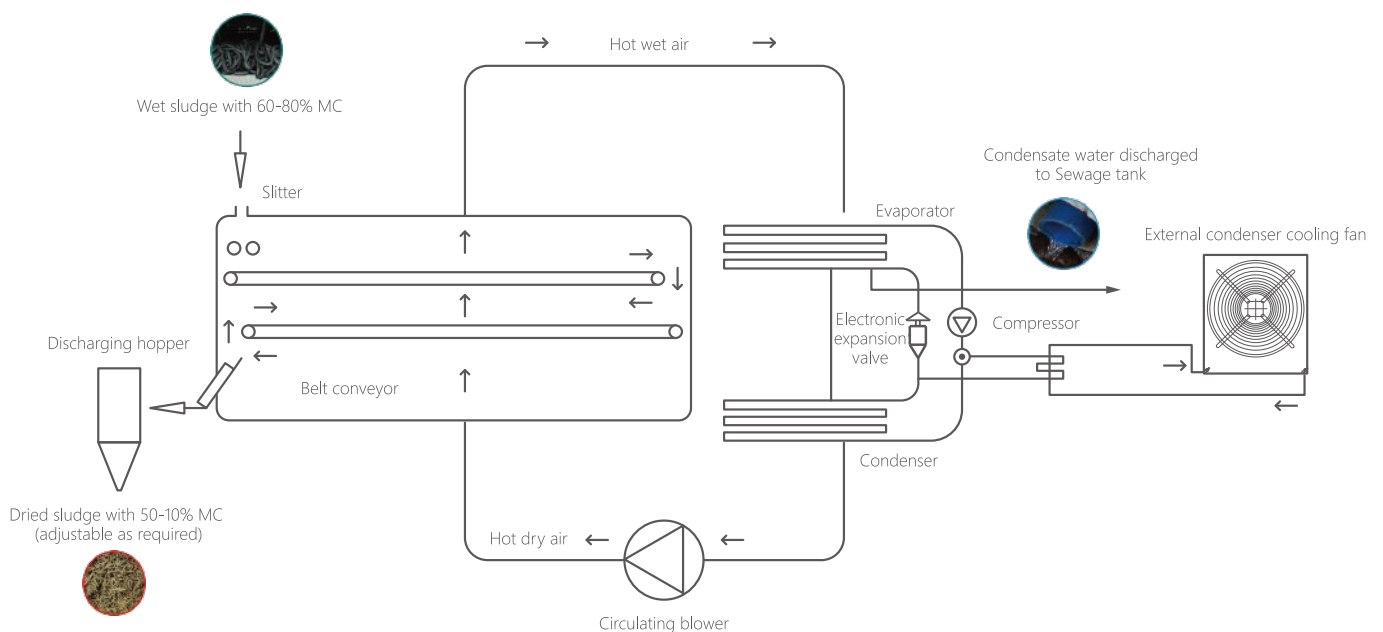 Hot wet air
Wet sludge with 60-80% MC
Condensate water discharged
to Sewage tank
Slitter
Evaporator
External condenser cooling fan
Electronic
expansion
valve
Compressor
Discharging hopper
Belt conveyor
Condenser
Dried sludge with 50-10% MC
(adjustable as required)
Hot dry air
Circulating blower